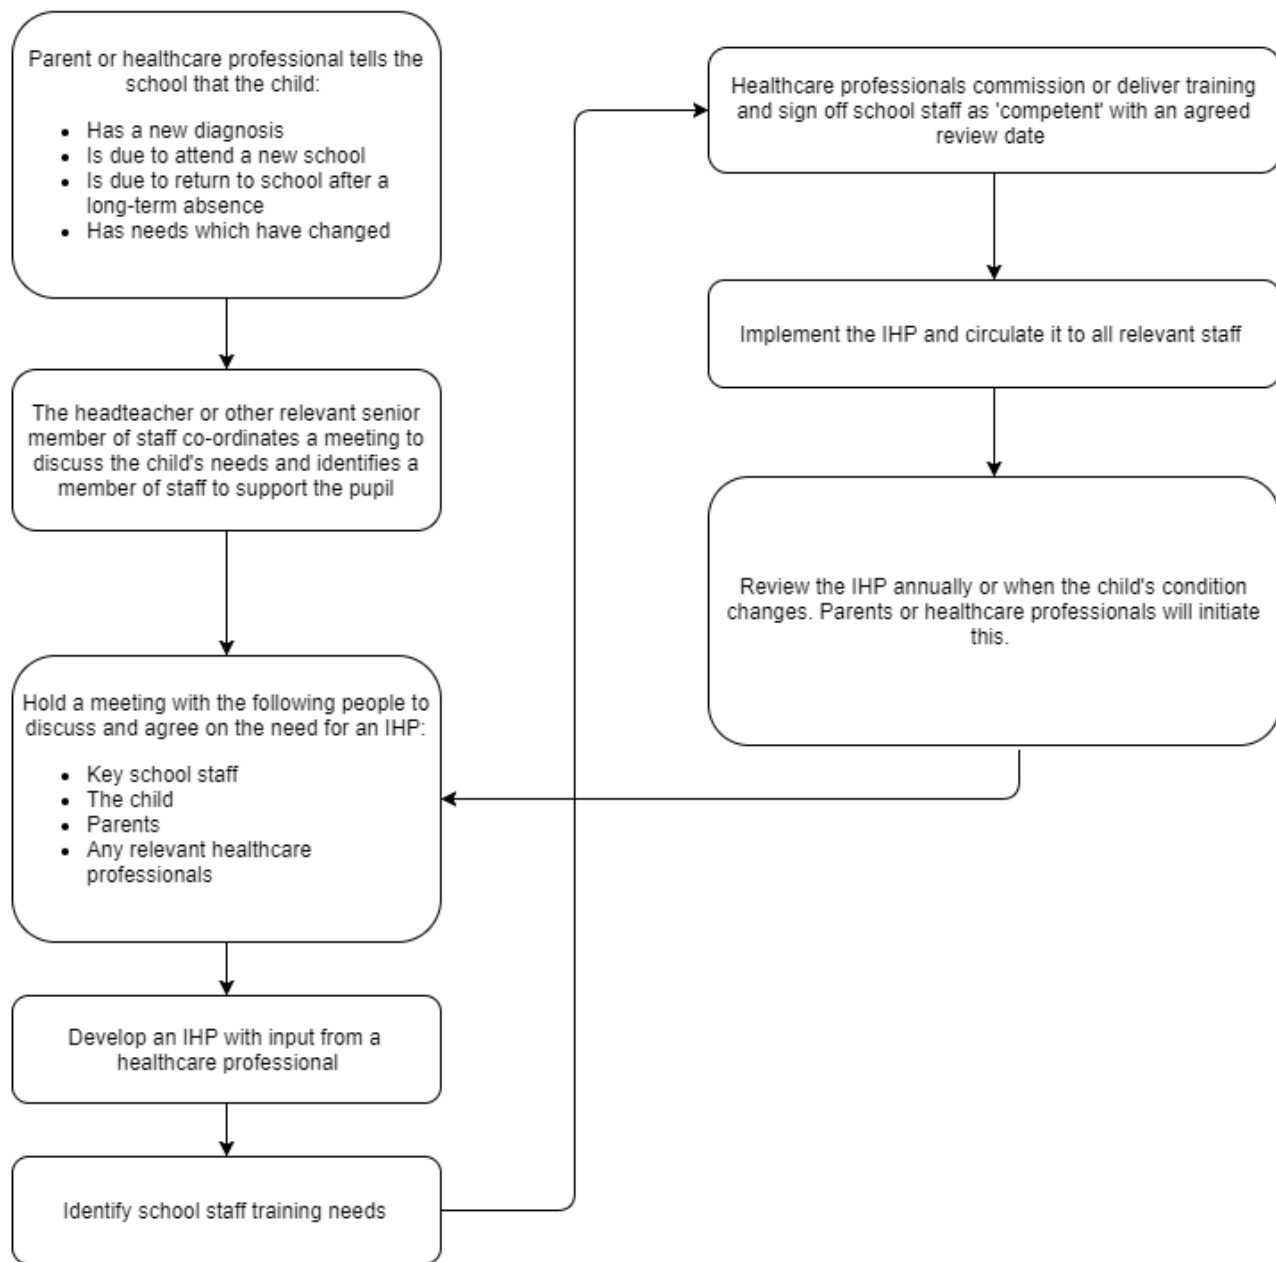 Parent or healthcare professional tells the
school that the child:
• Has a new diagnosis
• Is due to attend a new school
• Is due to return to school after a
long-term absence
• Has needs which have changed
The headteacher or other relevant senior
member of staff co-ordinates a meeting to
discuss the child's needs and identifies a
member of staff to support the pupil
Hold a meeting with the following people to
discuss and agree on the need for an IHP:
• Key school staff
• The child
• Parents
• Any relevant healthcare
professionals
Develop an IHP with input from a
healthcare professional
Identify school staff training needs
Healthcare professionals commission or deliver training
and sign off school staff as 'competent' with an agreed
review date
Implement the IHP and circulate it to all relevant staff
Review the IHP annually or when the child's condition
changes. Parents or healthcare professionals will initiate
this.